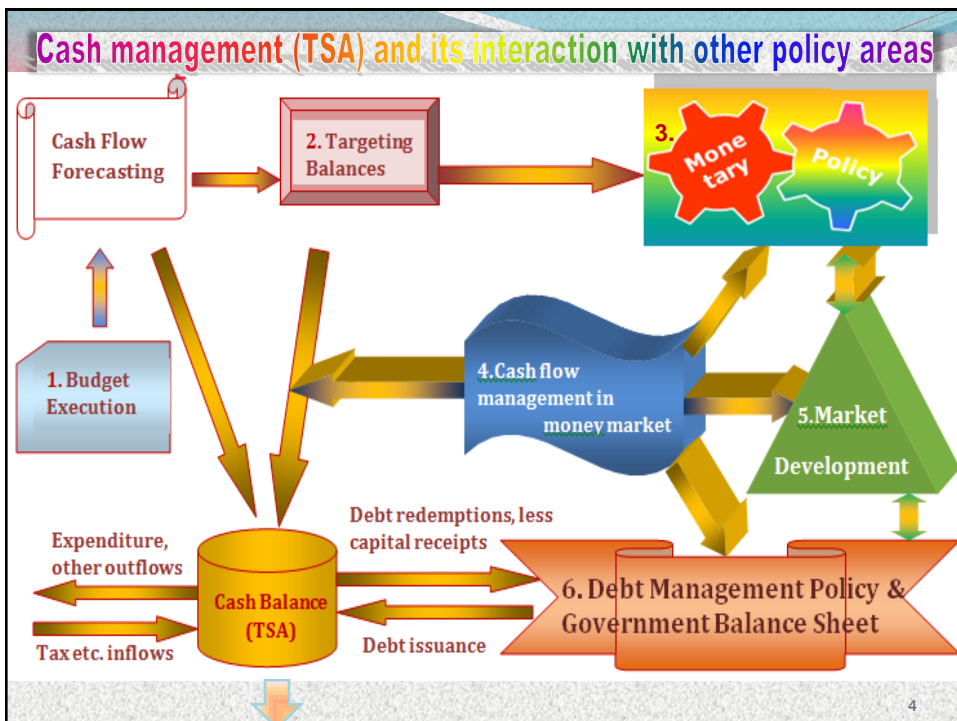 Cash management (TSA) and its interaction with other policy areas
Cash Flow
Forecasting
2. Targeting
Balances
3.
Mone
tary
Policy
1. Budget
Execution
4.Cash flow
management in
money market
5.Market
Development
Expenditure,
other outflows
Tax etc. inflows
Cash Balance
(TSA)
Debt redemptions, less
capital receipts
Debt issuance
6. Debt Management Policy &
Government Balance Sheet
4